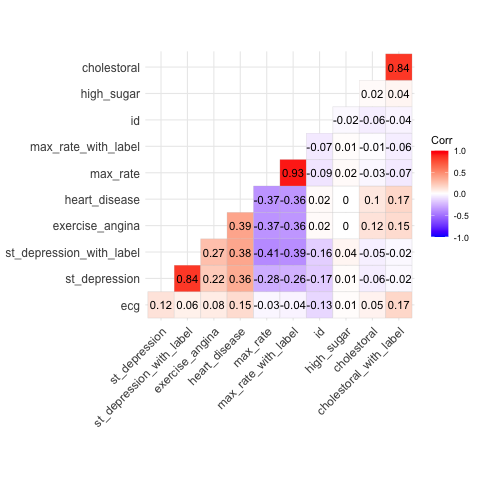 cholestoral 0.84
high_sugar 0.02 0.04
id -0.02 -0.06 -0.04
max_rate_with_label -0.07 0.01 -0.01 -0.06
max_rate 0.93 -0.09 0.02 -0.03 -0.07
heart_disease -0.37 -0.36 0.02 0 0.1 0.17
exercise_angina 0.39 -0.37 -0.36 0.02 0 0.12 0.15
st_depression_with_label 0.27 0.38 -0.41 -0.39 -0.16 0.04 -0.05 -0.02
st_depression 0.84 0.22 0.36 -0.28 -0.26 -0.17 0.01 -0.06 -0.02
ecg 0.12 0.06 0.08 0.15 -0.03 -0.04 -0.13 0.01 0.05 0.17
st_depression
st_depression_with_label
exercise_angina
heart_disease
max_rate
max_rate_with_label
id
high_sugar
cholestoral
cholestoral_with_label
Corr
1.0
0.5
0.0
-0.5
-1.0